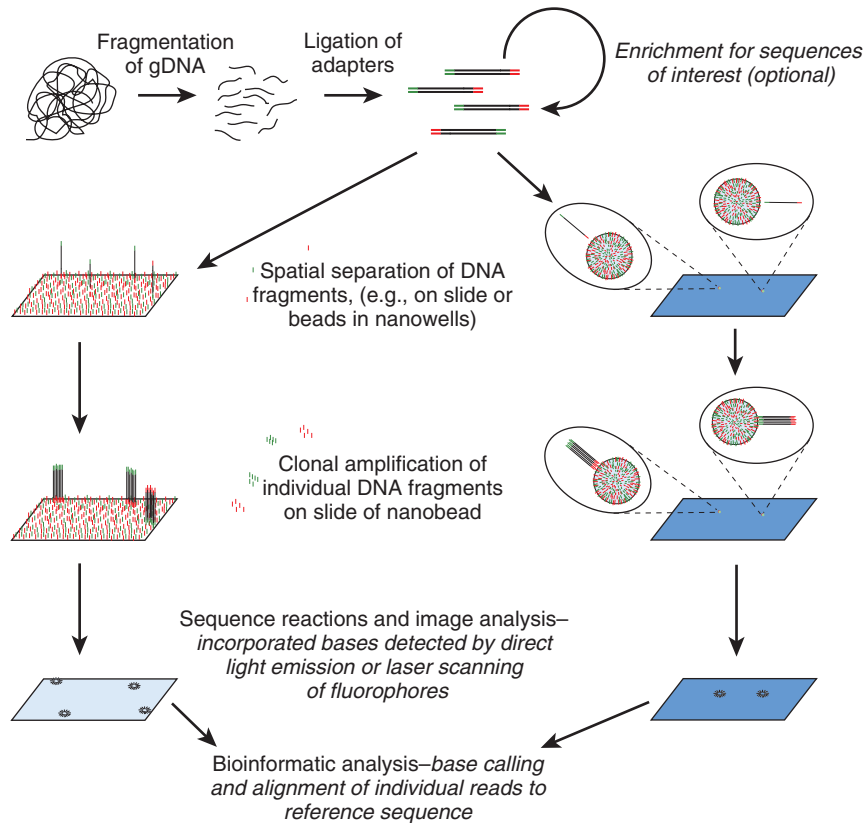 Fragmentation
of gDNA
Ligation of
adapters
Enrichment for sequences
of interest (optional)
Spatial separation of DNA
fragments, (e.g., on slide or
beads in nanowells)
Clonal amplification of
individual DNA fragments
on slide of nanobead
Sequence reactions and image analysis–
incorporated bases detected by direct
light emission or laser scanning
of fluorophores
Bioinformatic analysis–base calling
and alignment of individual reads to
reference sequence